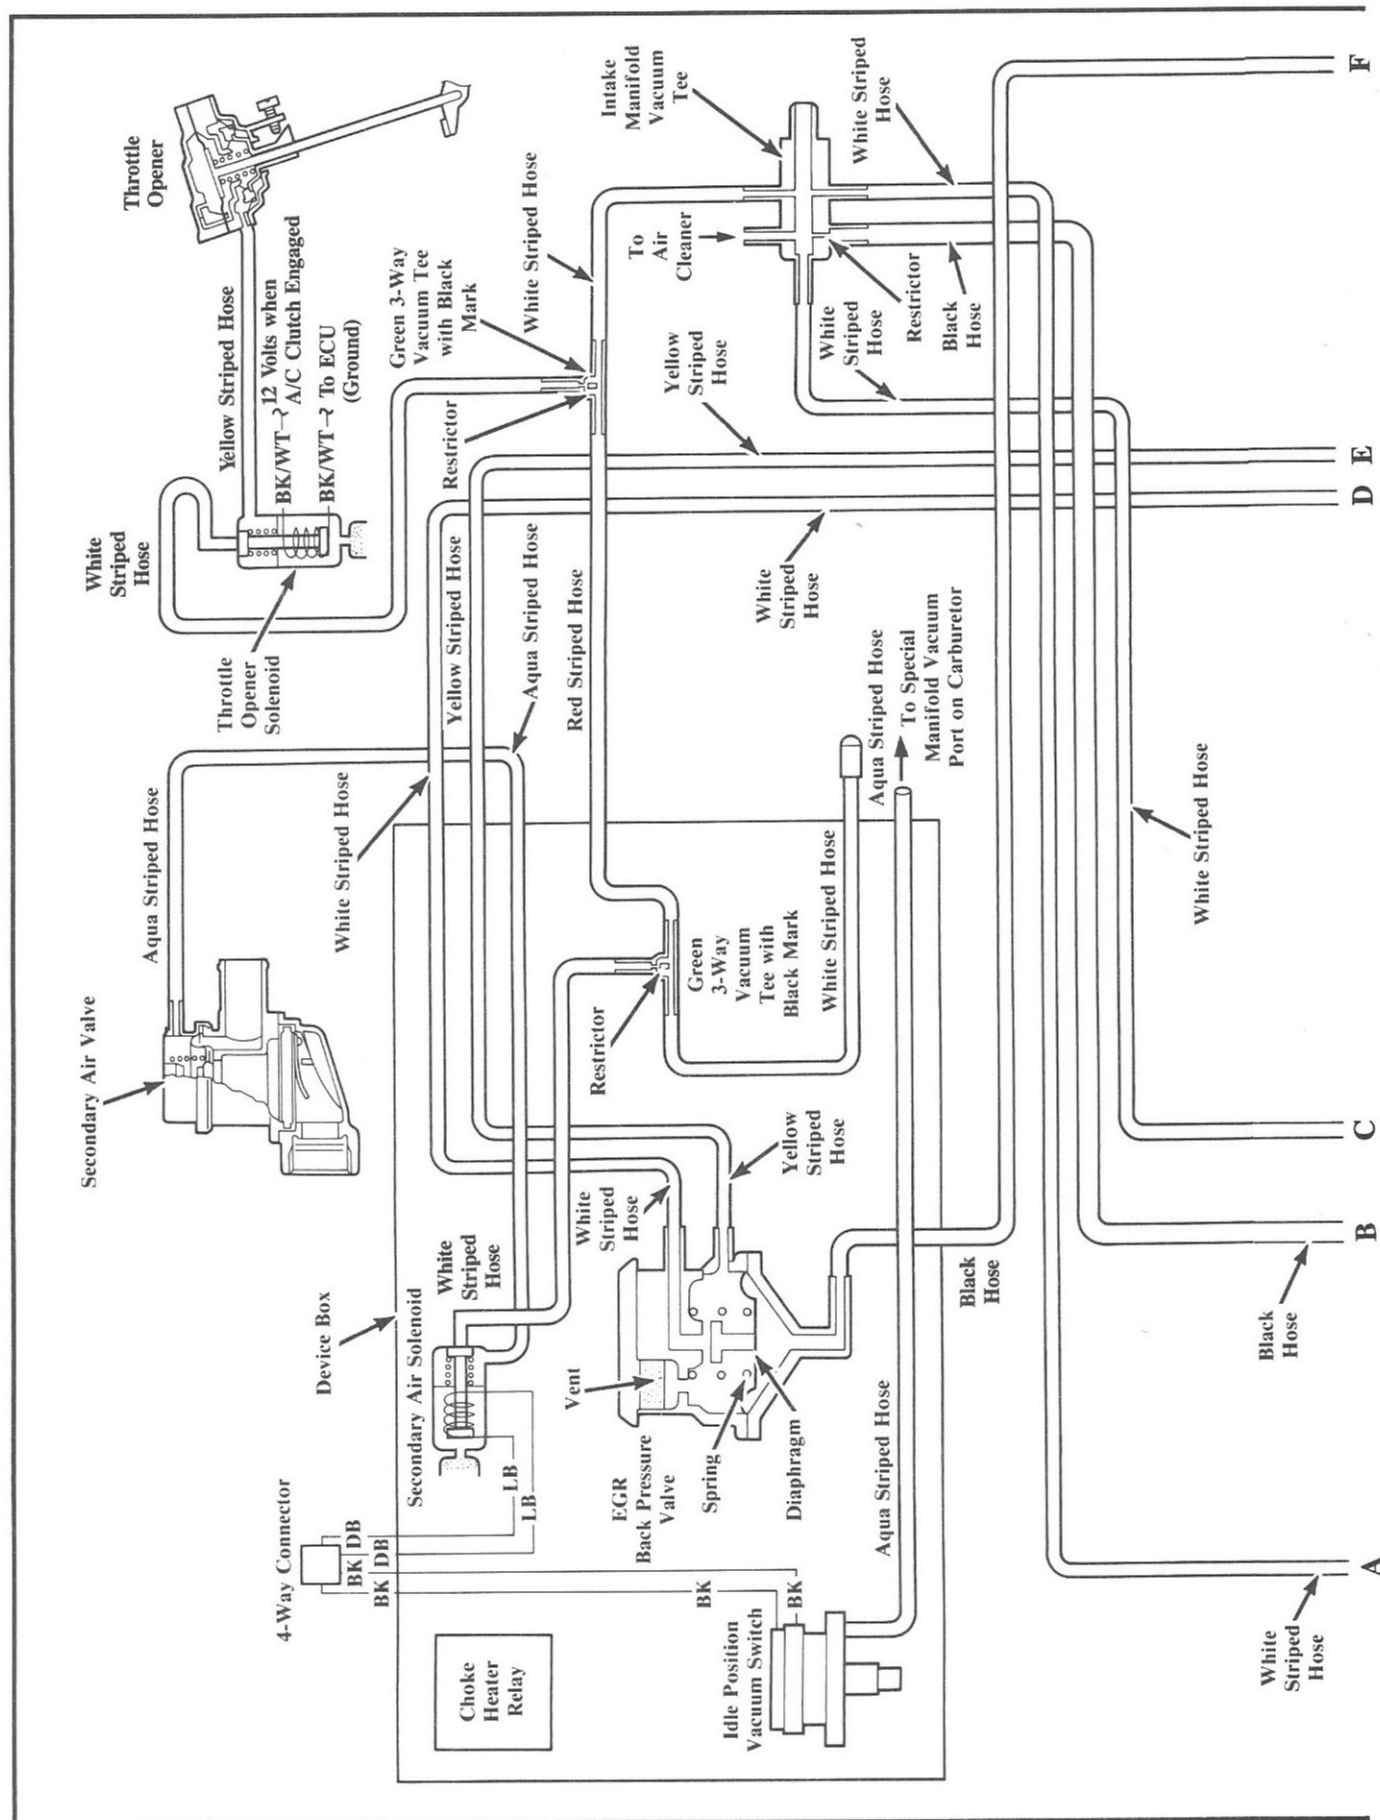 Throttle
Opener
Yellow Striped Hose
12 Volts when
A/C Clutch Engaged
BK/WT
BK/WT
To ECU
(Ground)
White
Striped
Hose
Throttle
Opener
Solenoid
Green 3-Way
Vacuum Tee
with Black
Mark
Restrictor
White Striped Hose
Intake
Manifold
Vacuum
Tee
White Striped
Hose
To
Air
Cleaner
White
Striped
Hose
Restrictor
Black
Hose
Yellow
Striped
Hose
White
Striped
Hose
Red Striped Hose
Yellow Striped Hose
Aqua Striped Hose
Aqua Striped Hose
White Striped Hose
Secondary Air Valve
Aqua Striped Hose
To Special
Manifold Vacuum
Port on Carburetor
White Striped Hose
Green
3-Way
Vacuum
Tee with
Black Mark
Restrictor
White Striped Hose
Yellow
Striped
Hose
White
Striped
Hose
White
Striped
Hose
Device Box
Secondary Air Solenoid
Vent
EGR
Back Pressure
Valve
Spring
Diaphragm
Black
Hose
Black
Hose
Aqua Striped Hose
4-Way Connector
DB
DB
BK
BK
LB
LB
BK
BK
Choke
Heater
Relay
Idle Position
Vacuum Switch
White
Striped
Hose
A
B
C
D
E
F